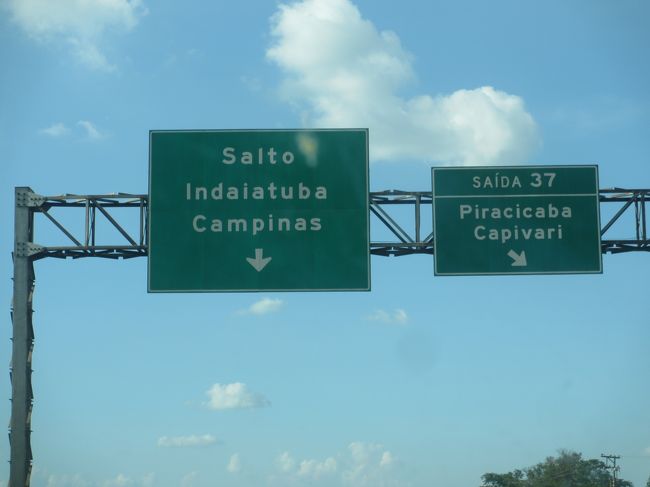 Salto
Indaiatuba
Campinas
SAÍDA 37
Piracicaba
Capivari